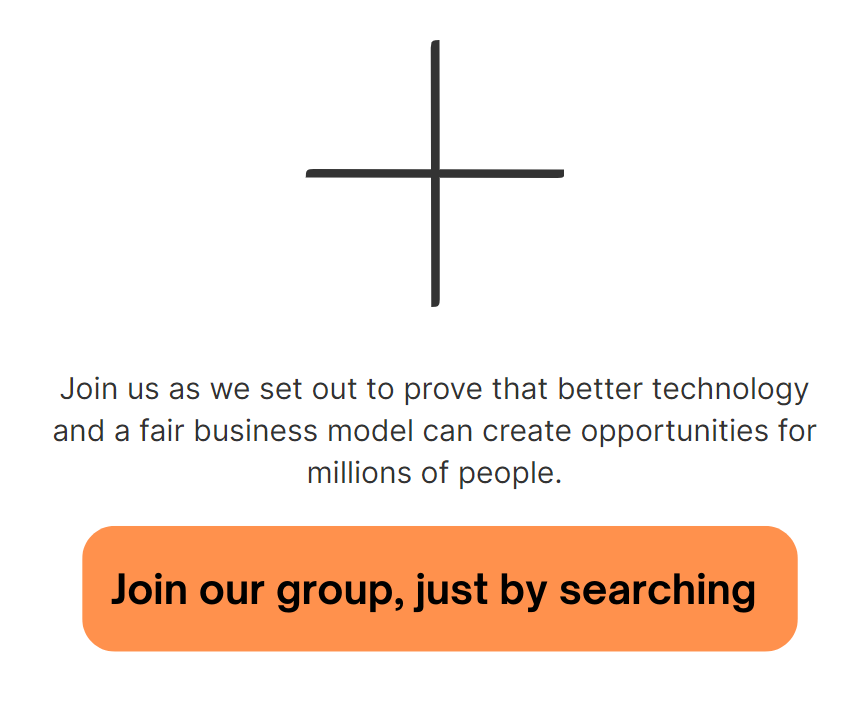 Join us as we set out to prove that better technology
and a fair business model can create opportunities for
millions of people.
Join our group, just by searching